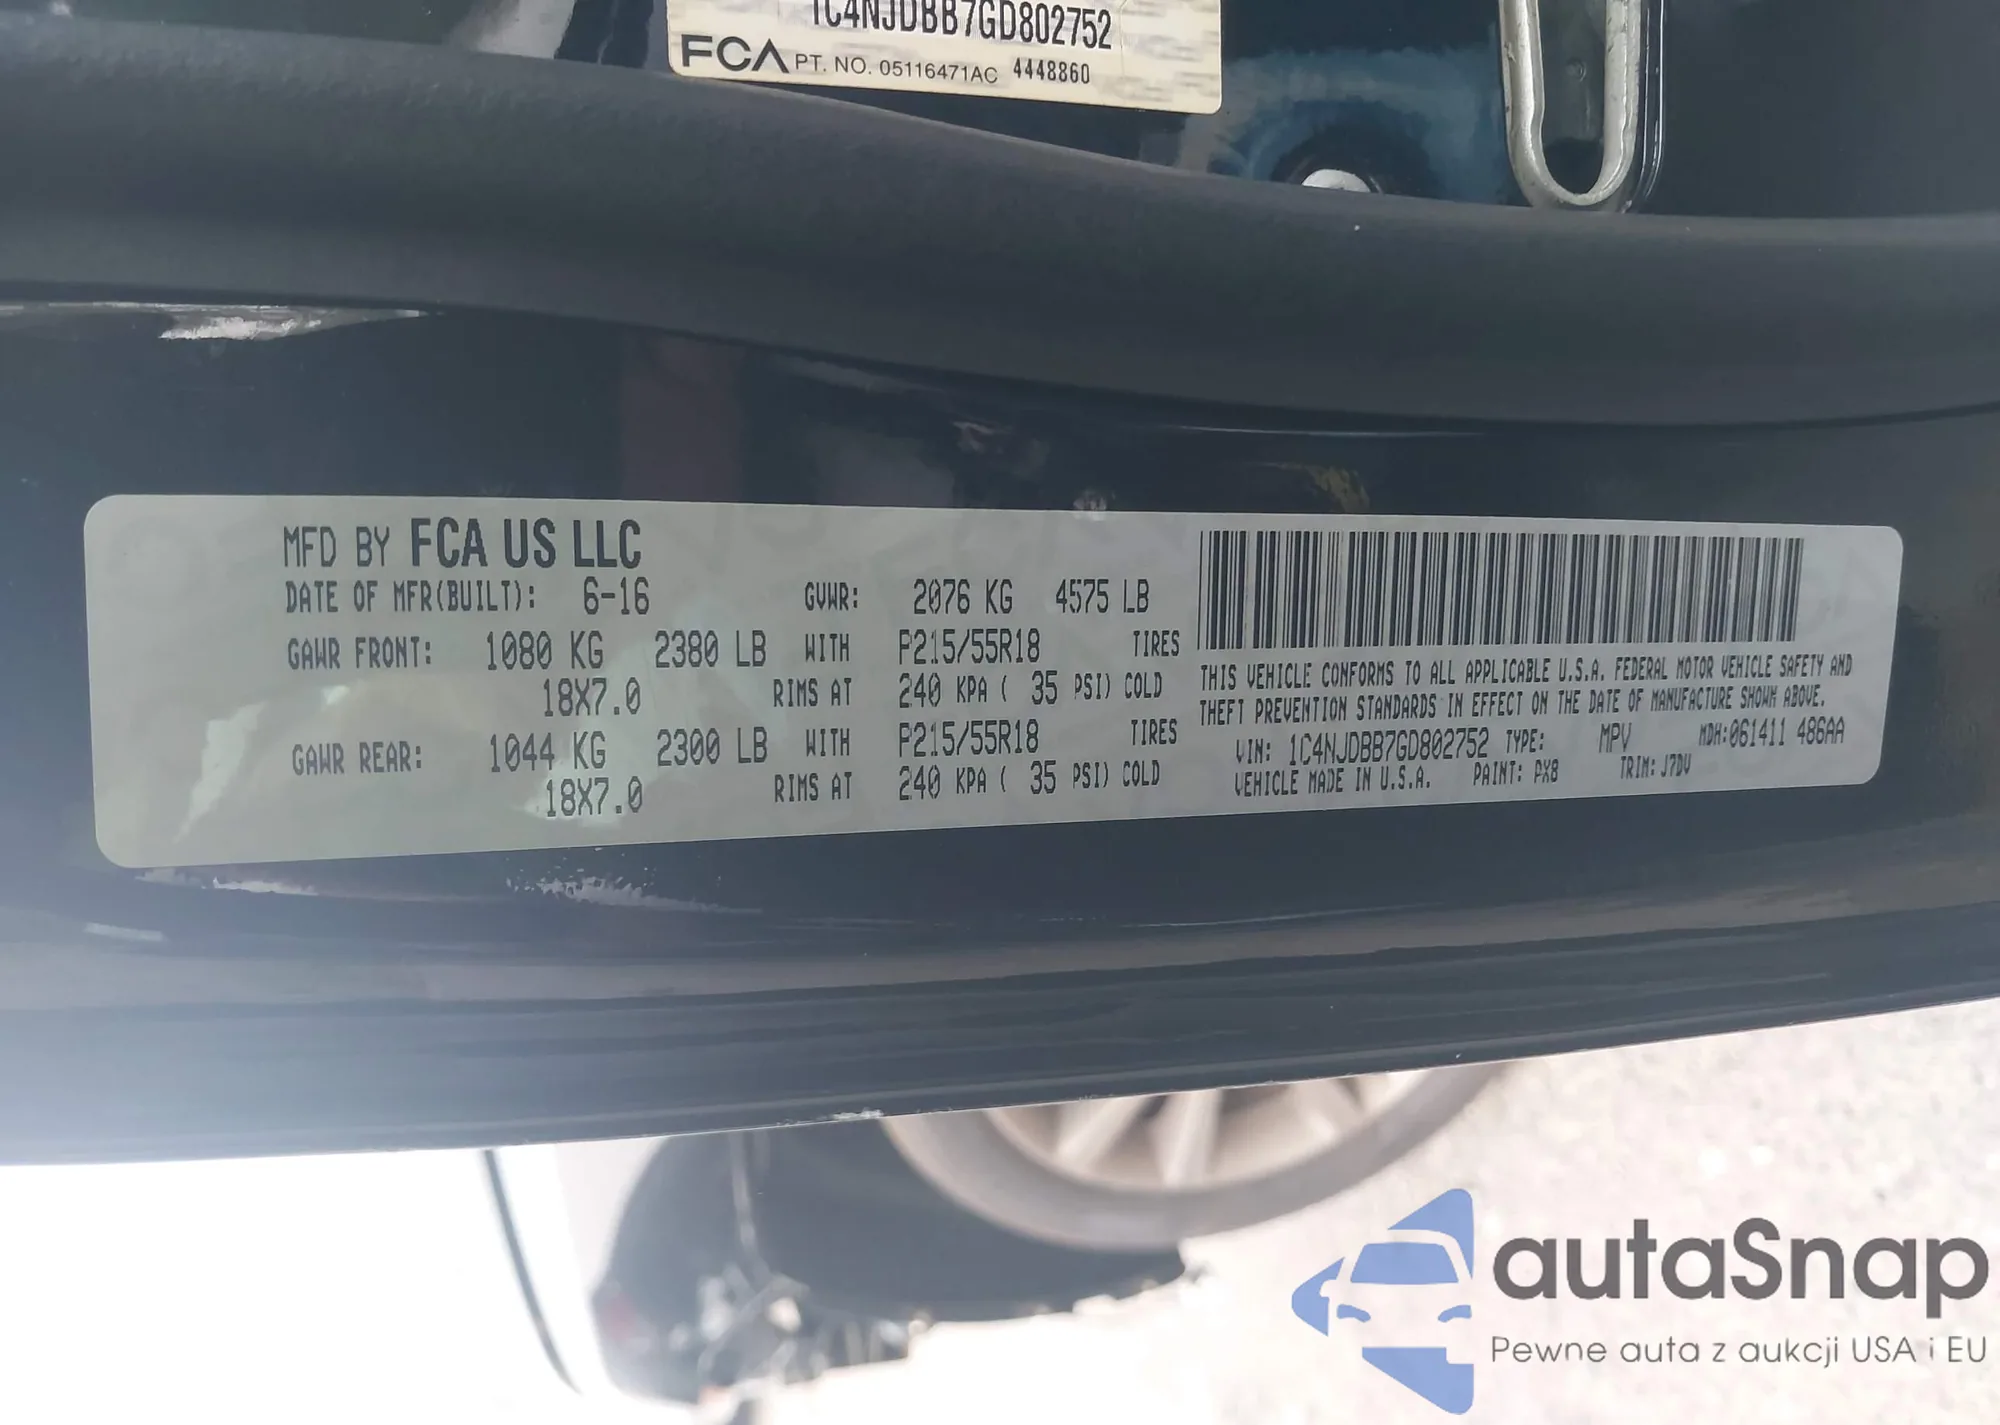 1C4NJDBB7GD802752
FCA PT. NO. 05116471AC 4448860
MFD BY FCA US LLC
DATE OF MFR(BUILT): 6-16 GVWR: 2076 KG 4575 LB
GAWR FRONT: 1080 KG 2380 LB WITH P215/55R18 TIRES
18X7.0 RIMS AT 240 KPA ( 35 PSI) COLD
GAWR REAR: 1044 KG 2300 LB WITH P215/55R18 TIRES
18X7.0 RIMS AT 240 KPA ( 35 PSI) COLD
THIS VEHICLE CONFORMS TO ALL APPLICABLE U.S.A. FEDERAL MOTOR VEHICLE SAFETY AND
THEFT PREVENTION STANDARDS IN EFFECT ON THE DATE OF MANUFACTURE SHOWN ABOVE.
VIN: 1C4NJDBB7GD802752 TYPE: MPV MDH:061411 486AA
VEHICLE MADE IN U.S.A. PAINT: PX8 TRIM: J7DV
autaSnap
Pewne auta z aukcji USA i EU